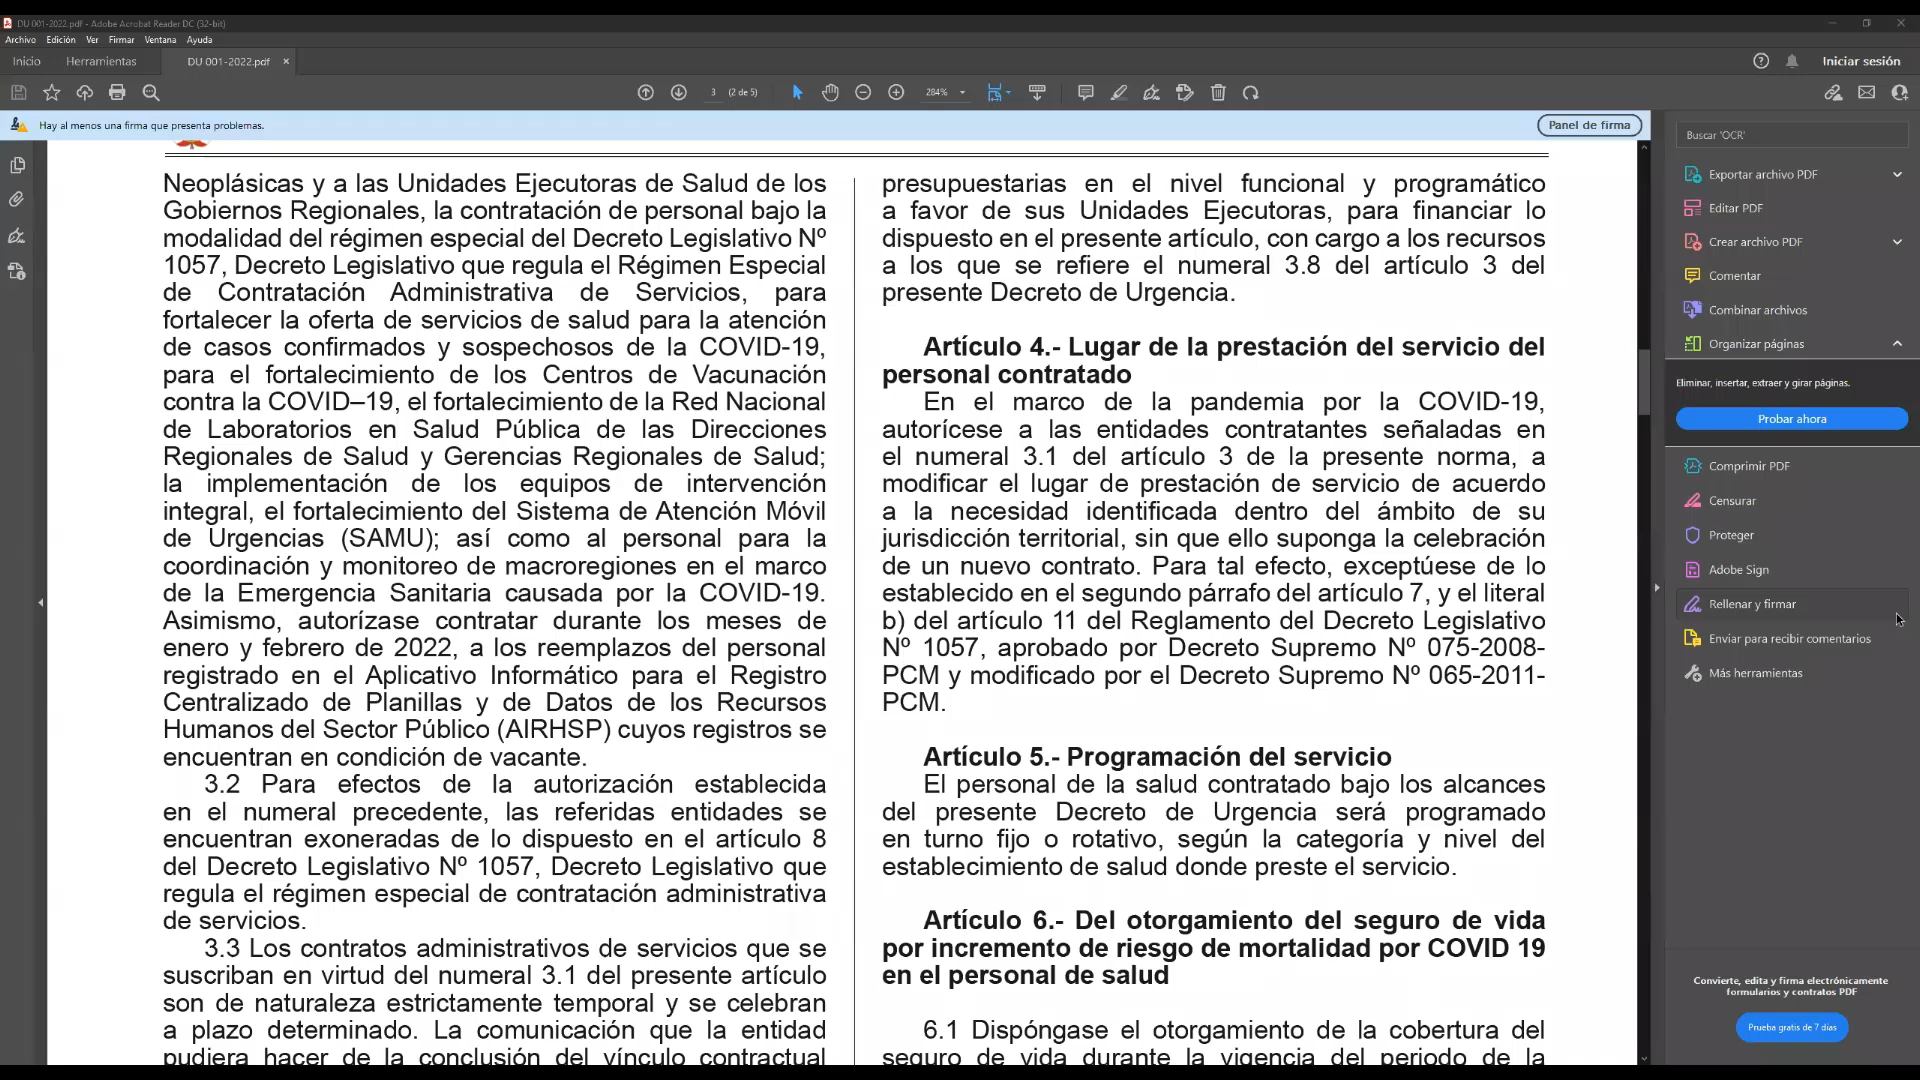 DU 001-2022.pdf - Adobe Acrobat Reader DC (32-bit)
Archivo Edición Ver Firmar Ventana Ayuda
Inicio Herramientas DU 001-2022.pdf × Iniciar sesión
3 (2 de 5) 284%
Hay al menos una firma que presenta problemas. Panel de firma
Neoplásicas y a las Unidades Ejecutoras de Salud de los
Gobiernos Regionales, la contratación de personal bajo la
modalidad del régimen especial del Decreto Legislativo Nº
1057, Decreto Legislativo que regula el Régimen Especial
de Contratación Administrativa de Servicios, para
fortalecer la oferta de servicios de salud para la atención
de casos confirmados y sospechosos de la COVID-19,
para el fortalecimiento de los Centros de Vacunación
contra la COVID–19, el fortalecimiento de la Red Nacional
de Laboratorios en Salud Pública de las Direcciones
Regionales de Salud y Gerencias Regionales de Salud;
la implementación de los equipos de intervención
integral, el fortalecimiento del Sistema de Atención Móvil
de Urgencias (SAMU); así como al personal para la
coordinación y monitoreo de macroregiones en el marco
de la Emergencia Sanitaria causada por la COVID-19.
Asimismo, autorízase contratar durante los meses de
enero y febrero de 2022, a los reemplazos del personal
registrado en el Aplicativo Informático para el Registro
Centralizado de Planillas y de Datos de los Recursos
Humanos del Sector Público (AIRHSP) cuyos registros se
encuentran en condición de vacante.
3.2 Para efectos de la autorización establecida
en el numeral precedente, las referidas entidades se
encuentran exoneradas de lo dispuesto en el artículo 8
del Decreto Legislativo Nº 1057, Decreto Legislativo que
regula el régimen especial de contratación administrativa
de servicios.
3.3 Los contratos administrativos de servicios que se
suscriban en virtud del numeral 3.1 del presente artículo
son de naturaleza estrictamente temporal y se celebran
a plazo determinado. La comunicación que la entidad
pudiera hacer de la conclusión del vínculo contractual
presupuestarias en el nivel funcional y programático
a favor de sus Unidades Ejecutoras, para financiar lo
dispuesto en el presente artículo, con cargo a los recursos
a los que se refiere el numeral 3.8 del artículo 3 del
presente Decreto de Urgencia.
Artículo 4.- Lugar de la prestación del servicio del
personal contratado
En el marco de la pandemia por la COVID-19,
autorícese a las entidades contratantes señaladas en
el numeral 3.1 del artículo 3 de la presente norma, a
modificar el lugar de prestación de servicio de acuerdo
a la necesidad identificada dentro del ámbito de su
jurisdicción territorial, sin que ello suponga la celebración
de un nuevo contrato. Para tal efecto, exceptúese de lo
establecido en el segundo párrafo del artículo 7, y el literal
b) del artículo 11 del Reglamento del Decreto Legislativo
Nº 1057, aprobado por Decreto Supremo Nº 075-2008-
PCM y modificado por el Decreto Supremo Nº 065-2011-
PCM.
Artículo 5.- Programación del servicio
El personal de la salud contratado bajo los alcances
del presente Decreto de Urgencia será programado
en turno fijo o rotativo, según la categoría y nivel del
establecimiento de salud donde preste el servicio.
Artículo 6.- Del otorgamiento del seguro de vida
por incremento de riesgo de mortalidad por COVID 19
en el personal de salud
6.1 Dispóngase el otorgamiento de la cobertura del
seguro de vida durante la vigencia del periodo de la
Buscar 'OCR'
Exportar archivo PDF
Editar PDF
Crear archivo PDF
Comentar
Combinar archivos
Organizar páginas
Eliminar, insertar, extraer y girar páginas.
Probar ahora
Comprimir PDF
Censurar
Proteger
Adobe Sign
Rellenar y firmar
Enviar para recibir comentarios
Más herramientas
Convierte, edita y firma electrónicamente
formularios y contratos PDF
Prueba gratis de 7 días